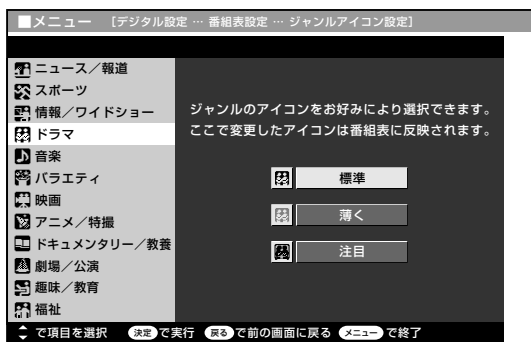 ■メニュー ［デジタル設定 … 番組表設定 … ジャンルアイコン設定］
ニュース／報道
スポーツ
情報／ワイドショー
ドラマ
音楽
バラエティ
映画
アニメ／特撮
ドキュメンタリー／教養
劇場／公演
趣味／教育
福祉
ジャンルのアイコンをお好みにより選択できます。
ここで変更したアイコンは番組表に反映されます。
標準
薄く
注目
で項目を選択 決定 で実行 戻る で前の画面に戻る メニュー で終了